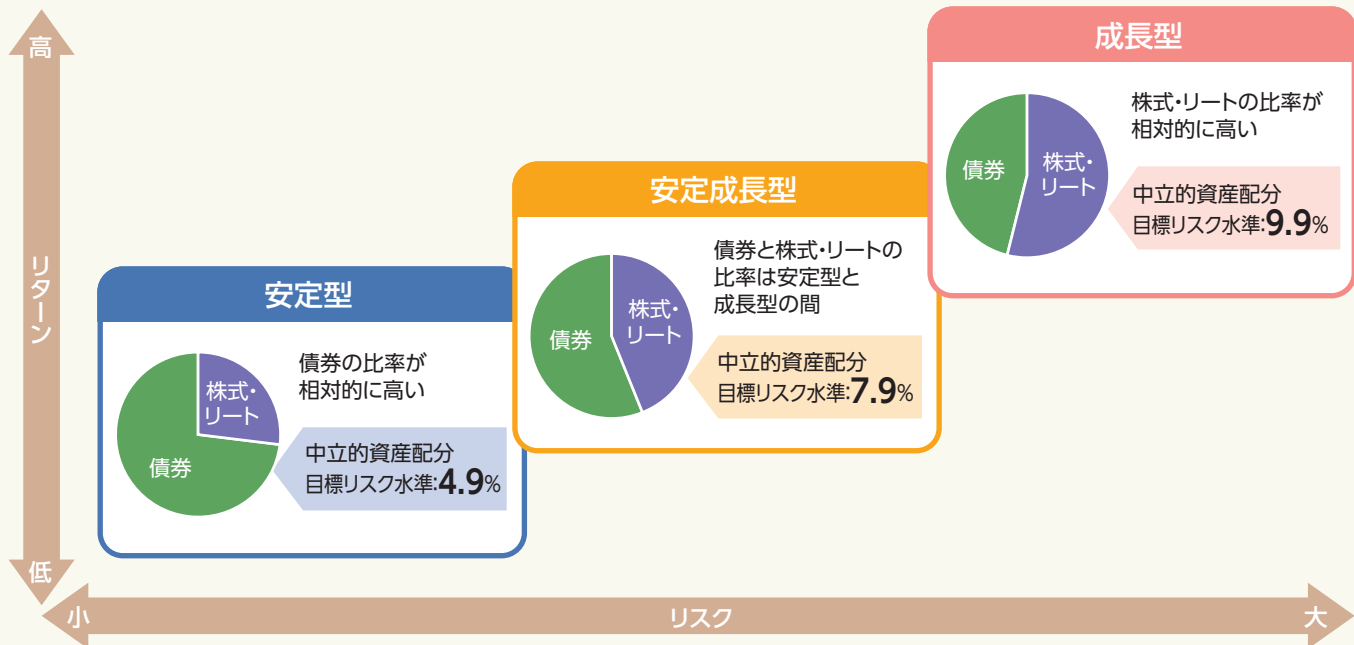 高
リターン
低
小
リスク
大
安定型
株式・
リート
債券
債券の比率が
相対的に高い
中立的資産配分
目標リスク水準:4.9%
安定成長型
債券
株式・
リート
債券と株式・リートの
比率は安定型と
成長型の間
中立的資産配分
目標リスク水準:7.9%
成長型
債券
株式・
リート
株式・リートの比率が
相対的に高い
中立的資産配分
目標リスク水準:9.9%